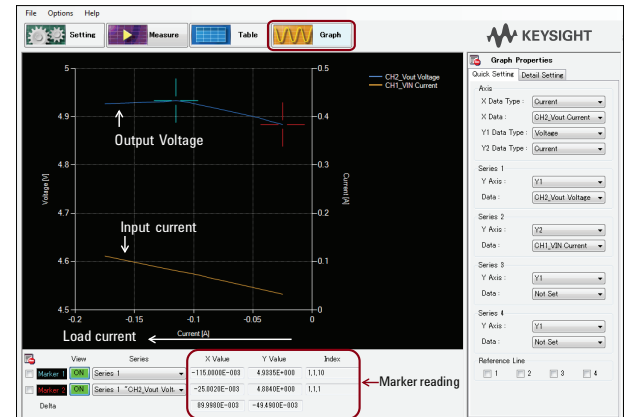 File Options Help
Setting Measure Table Graph
KEYSIGHT
Graph Properties
Quick Setting Detail Setting
Axis
X Data Type : Current
X Data : CH2_Vout Current
Y1 Data Type : Voltage
Y2 Data Type : Current
Series 1
Y Axis : Y1
Data : CH2_Vout Voltage
Series 2
Y Axis : Y2
Data : CH1_VIN Current
Series 3
Y Axis : Y1
Data : Not Set
Series 4
Y Axis : Y1
Data : Not Set
Reference Line
1 2 3 4
CH2_Vout Voltage
CH1_VIN Current
Output Voltage
Input current
Voltage [V]
5
4.9
4.8
4.7
4.6
4.5
Current [A]
0.5
0.4
0.3
0.2
0.1
0
-0.2 -0.15 -0.1 -0.05 0
Current [A]
Load current
View Series X Value Y Value Index
Marker 1 ON Series 1 -115.0000E-003 4.9335E+000 1,1,10
Marker 2 ON Series 1 "CH2_Vout Volt- -25.0020E-003 4.8840E+000 1,1,1
Delta 89.9980E-003 -49.4900E-003
Marker reading